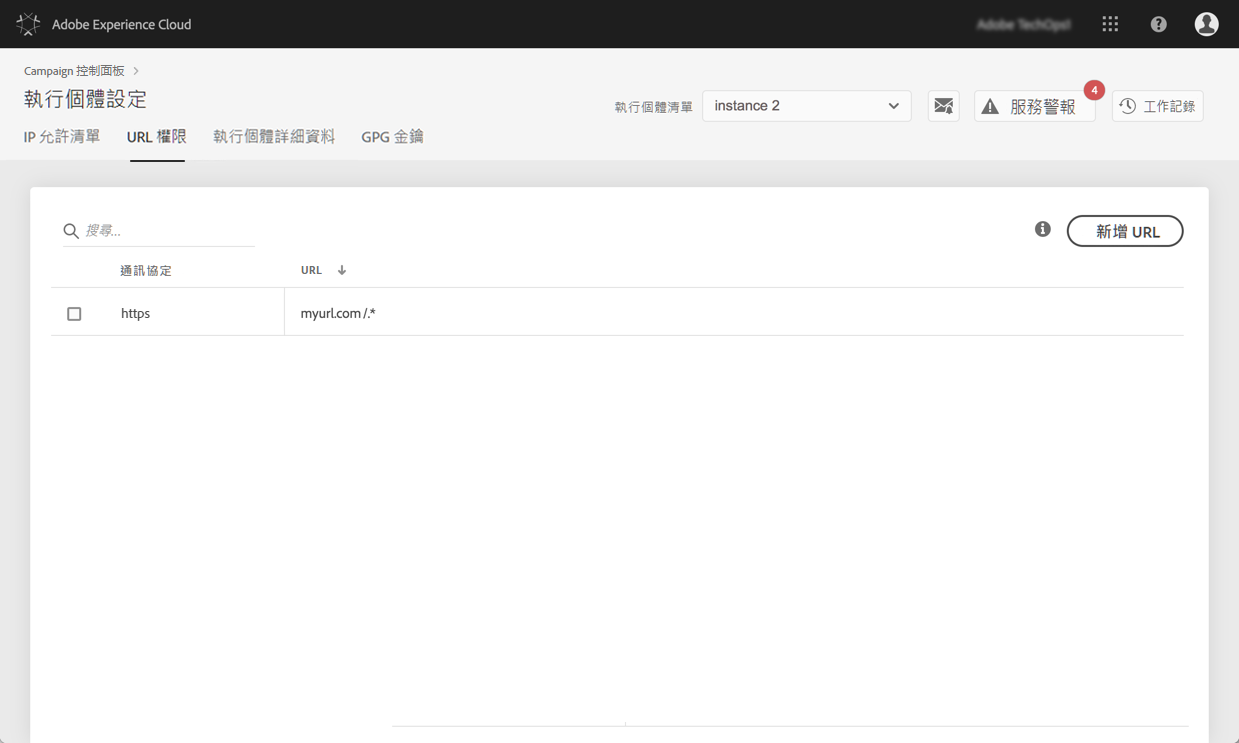 Adobe Experience Cloud
Campaign 控制面板
執行個體設定
執行個體清單 instance 2 服務警報 4 工作記錄
IP 允許清單 URL 權限 執行個體詳細資料 GPG 金鑰
搜尋... 新增 URL
通訊協定 URL
https myurl.com/.*